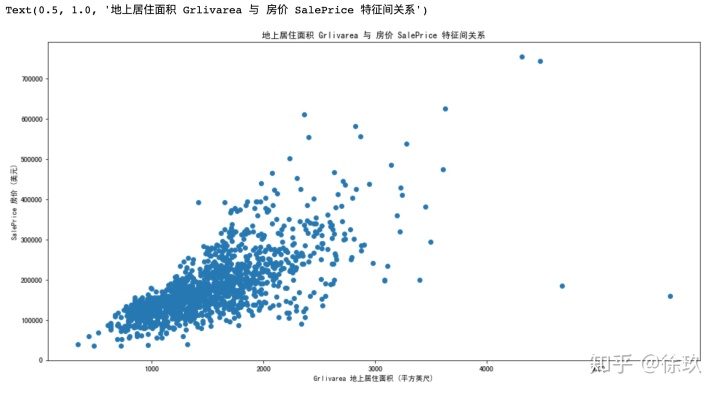 Text(0.5, 1.0, '地上居住面积 Grlivarea 与 房价 SalePrice 特征间关系')
地上居住面积 Grlivarea 与 房价 SalePrice 特征间关系
SalePrice 房价 (美元)
700000
600000
500000
400000
300000
200000
100000
0
1000
2000
3000
4000
Grlivarea 地上居住面积 (平方英尺)
知乎 @徐玖